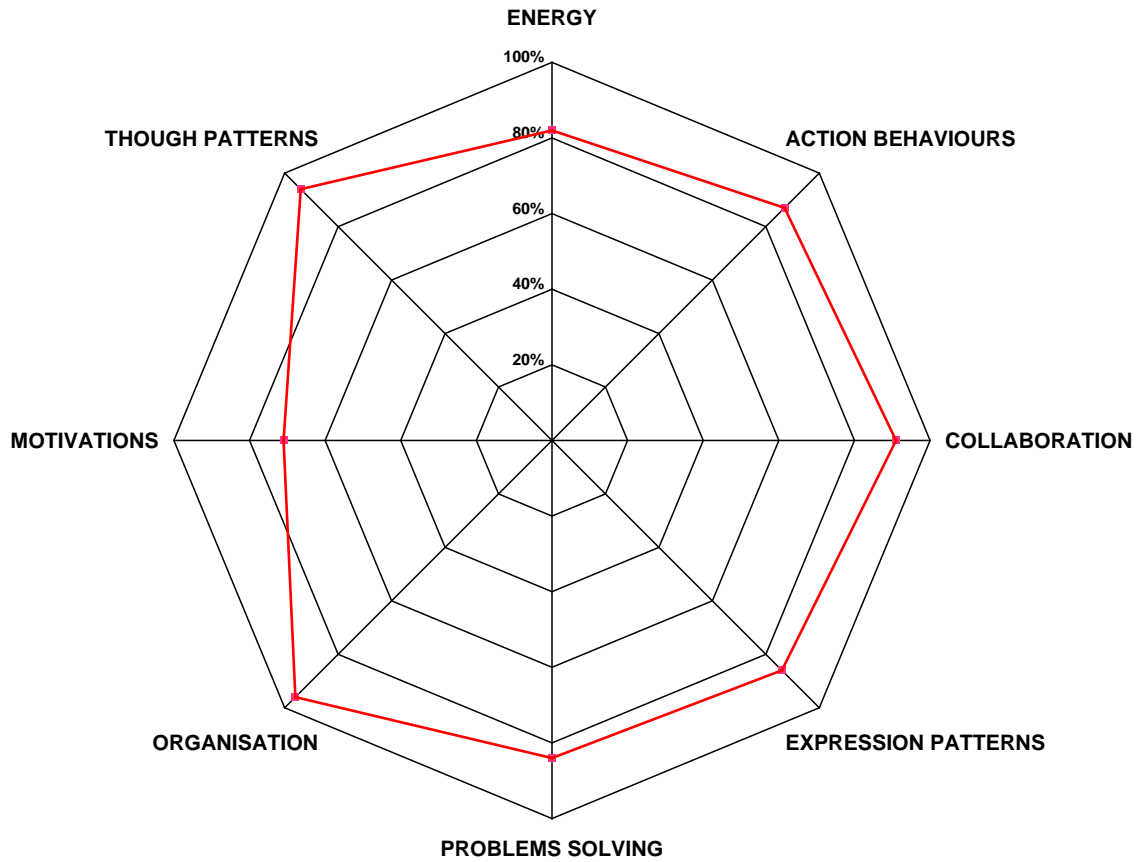 ENERGY
100%
THOUGH PATTERNS
80%
ACTION BEHAVIOURS
60%
40%
20%
MOTIVATIONS
COLLABORATION
ORGANISATION
EXPRESSION PATTERNS
PROBLEMS SOLVING